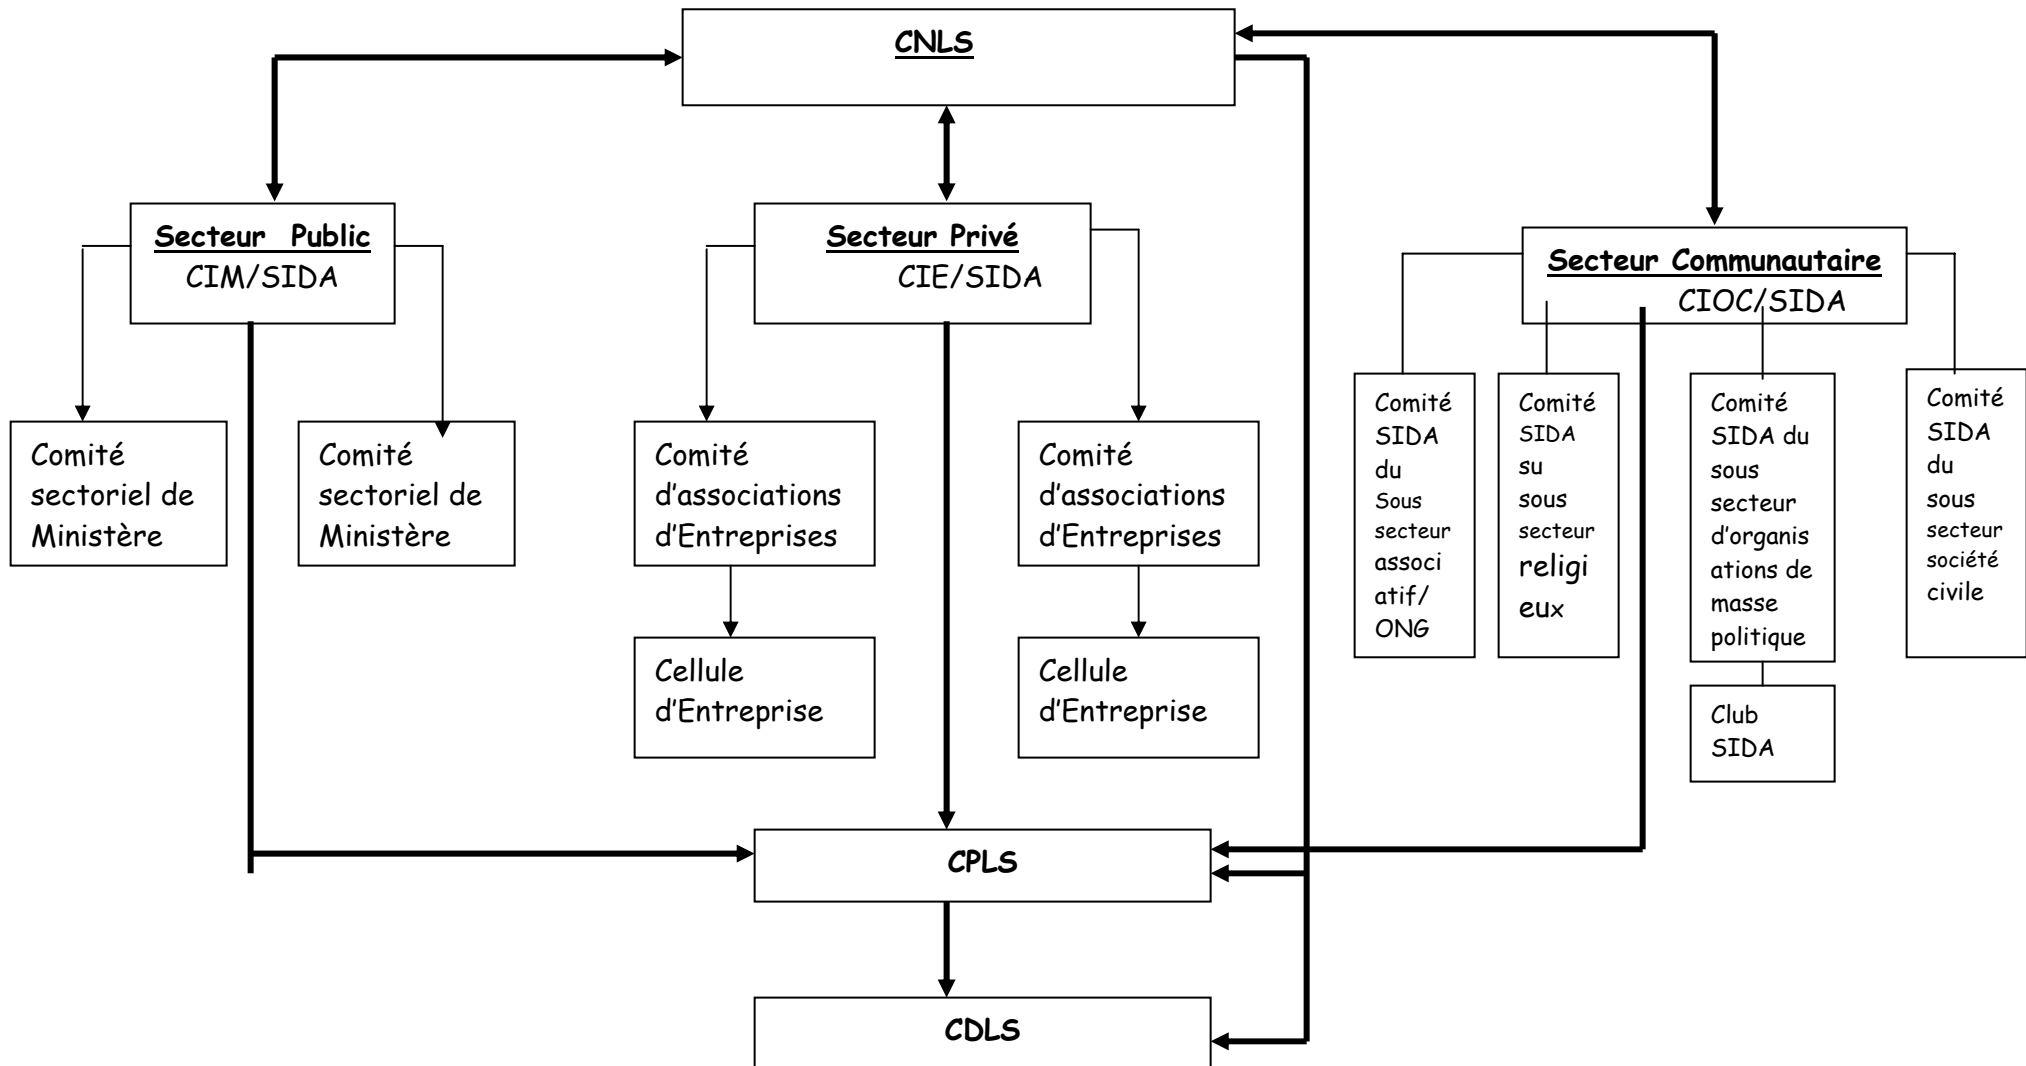 CNLS
Secteur Public
CIM/SIDA
Secteur Privé
CIE/SIDA
Secteur Communautaire
CIOC/SIDA
Comité
sectoriel de
Ministère
Comité
sectoriel de
Ministère
Comité
d'associations
d'Entreprises
Comité
d'associations
d'Entreprises
Comité
SIDA
du
Sous
secteur
associ
atif/
ONG
Comité
SIDA
su
sous
secteur
religi
eux
Comité
SIDA du
sous
secteur
d'organis
ations de
masse
politique
Comité
SIDA
du
sous
secteur
société
civile
Cellule
d'Entreprise
Cellule
d'Entreprise
Club
SIDA
CPLS
CDLS